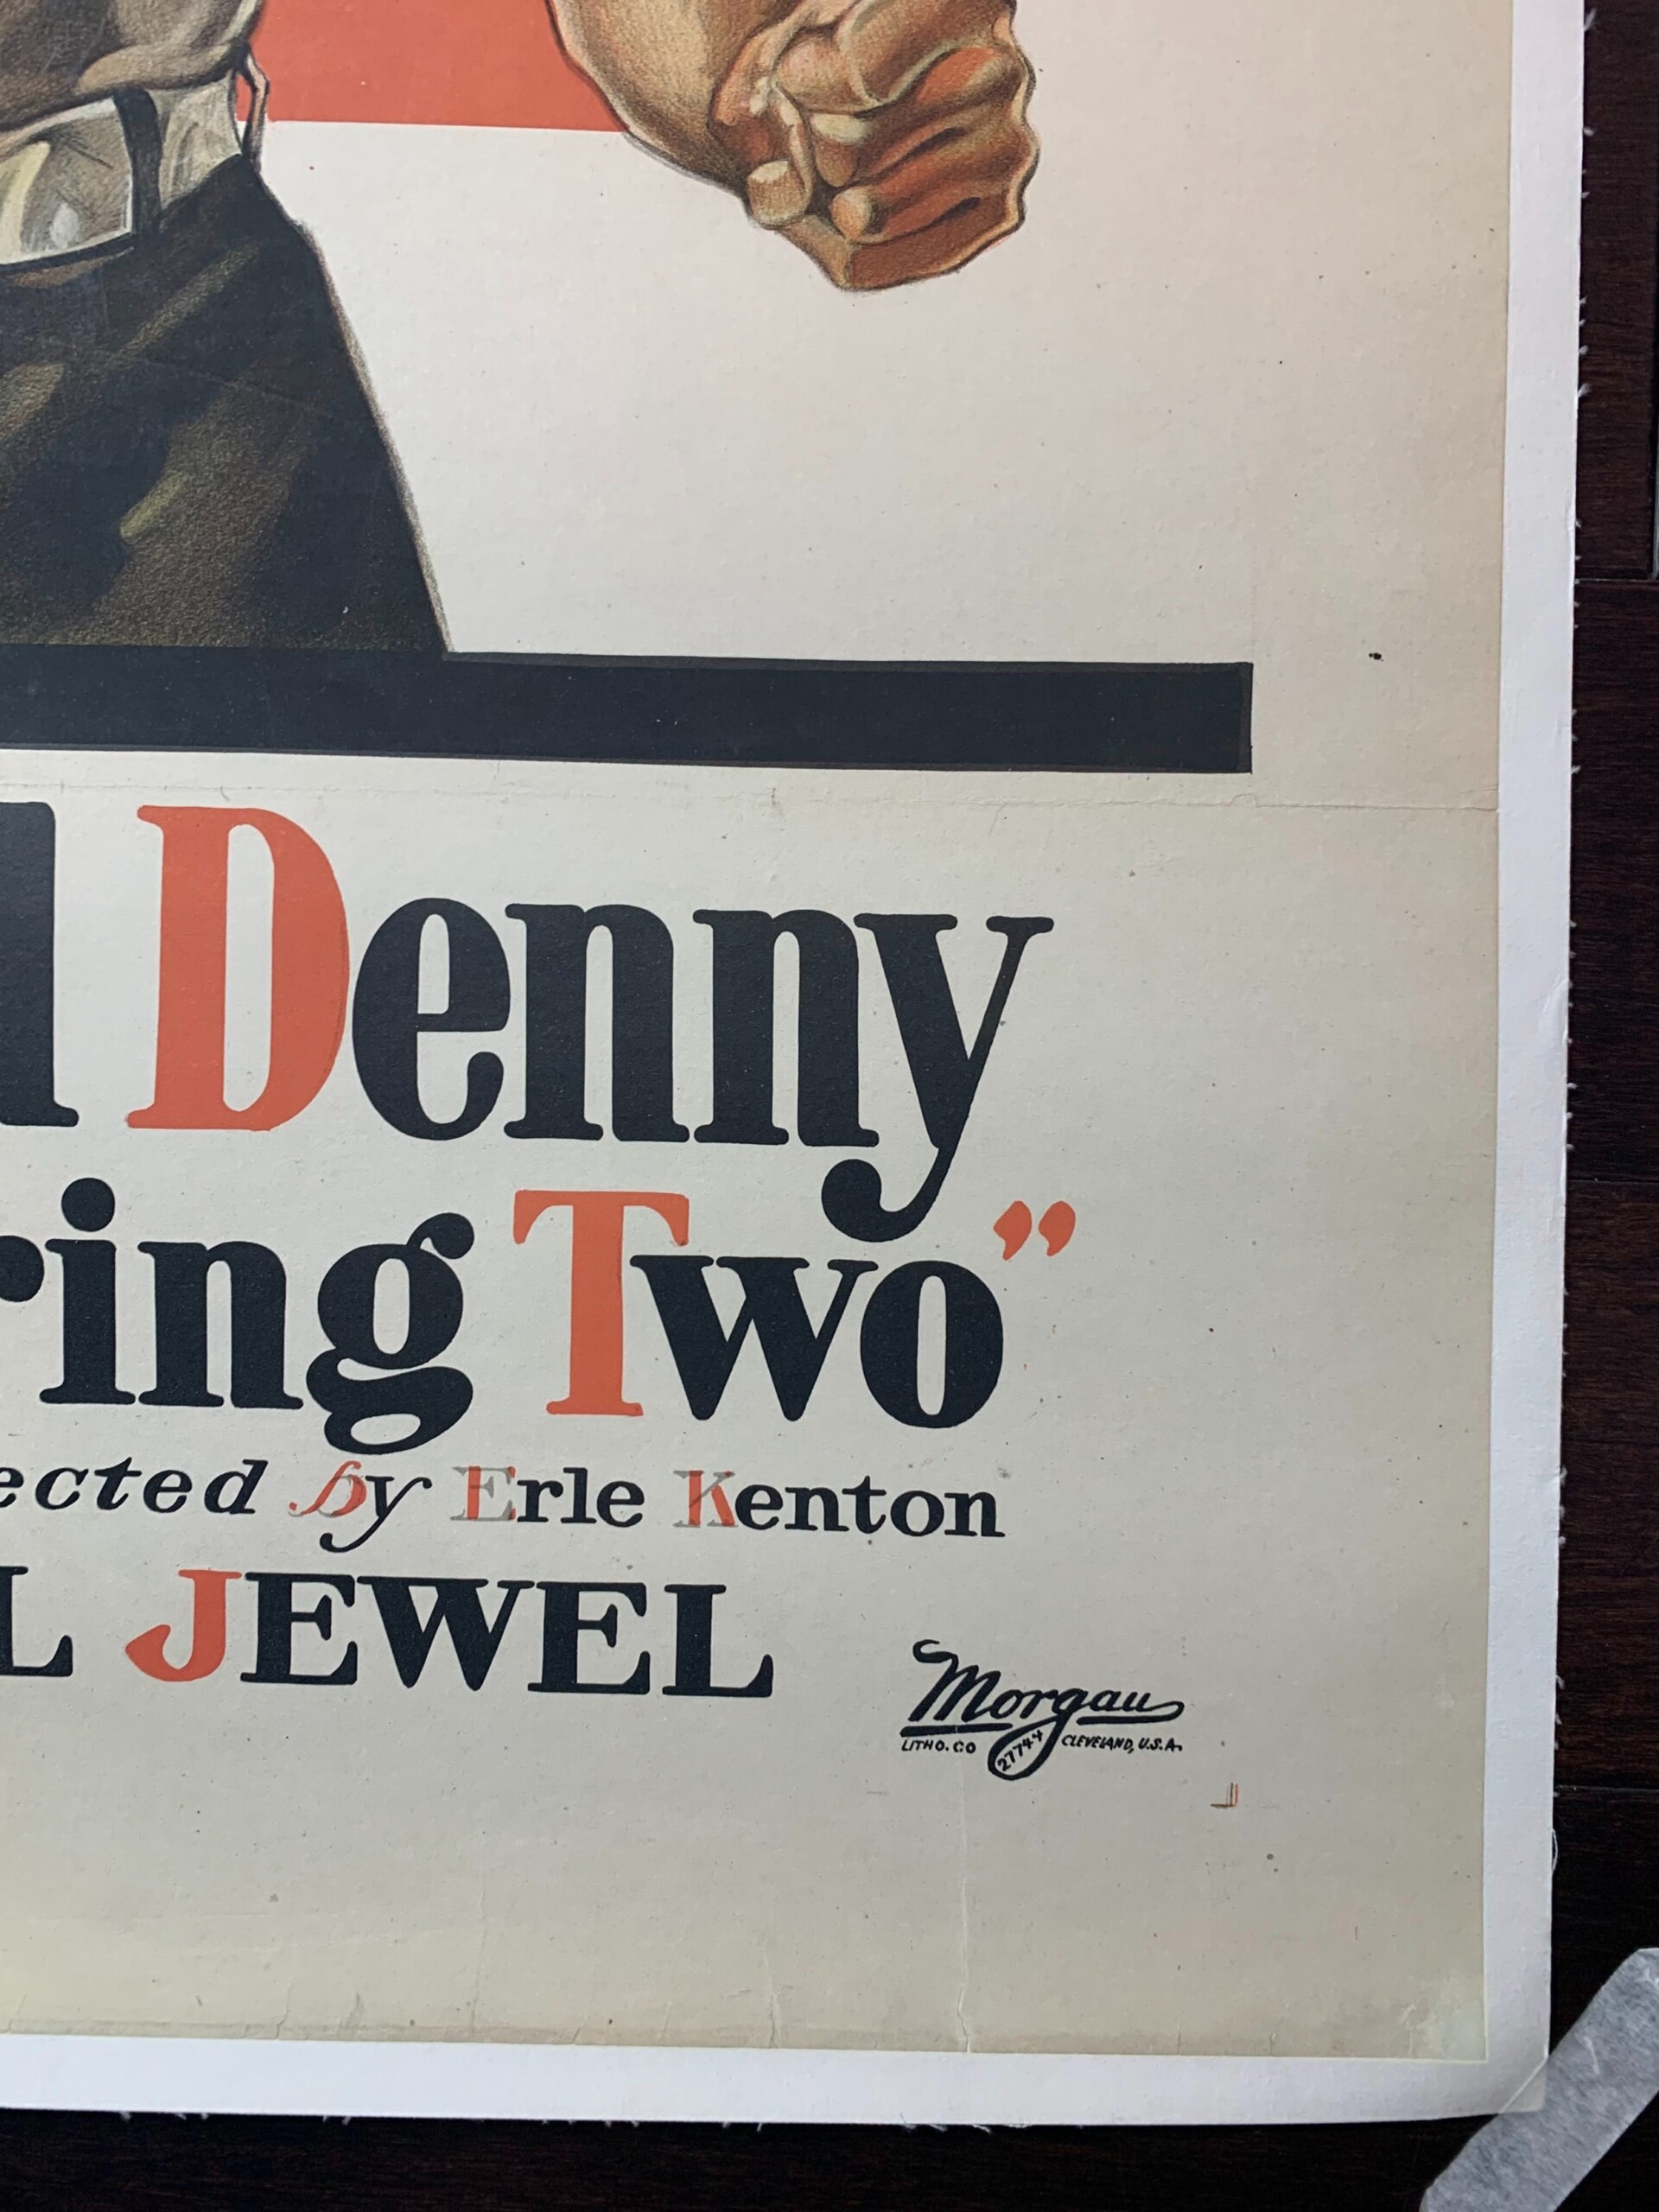 Denny
ring Two”
ected By Erle Kenton
L JEWEL
Morgan
LITHO. CO 27744 CLEVELAND, U.S.A.